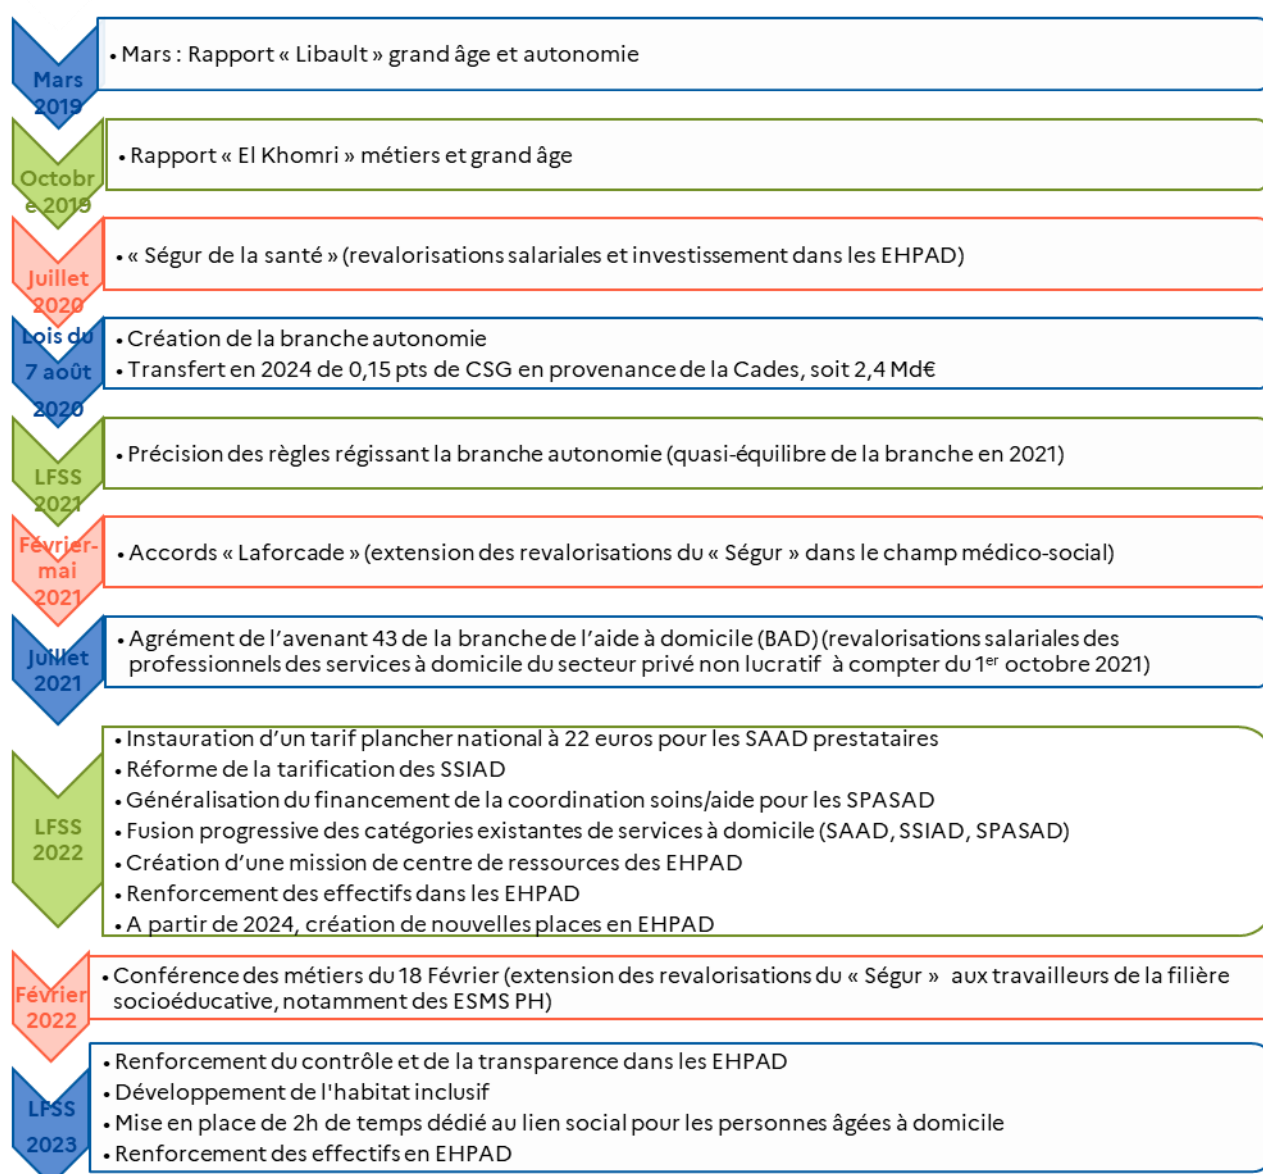 Mars
2019
• Mars : Rapport « Libault » grand âge et autonomie
Octobr
e 2019
• Rapport « El Khomri » métiers et grand âge
Juillet
2020
• « Ségur de la santé » (revalorisations salariales et investissement dans les EHPAD)
Lois du
7 août
2020
• Création de la branche autonomie
• Transfert en 2024 de 0,15 pts de CSG en provenance de la Cades, soit 2,4 Md€
LFSS
2021
• Précision des règles régissant la branche autonomie (quasi-équilibre de la branche en 2021)
Février-
mai
2021
• Accords « Laforcade » (extension des revalorisations du « Ségur » dans le champ médico-social)
Juillet
2021
• Agrément de l’avenant 43 de la branche de l’aide à domicile (BAD) (revalorisations salariales des
professionnels des services à domicile du secteur privé non lucratif à compter du 1er octobre 2021)
LFSS
2022
• Instauration d’un tarif plancher national à 22 euros pour les SAAD prestataires
• Réforme de la tarification des SSIAD
• Généralisation du financement de la coordination soins/aide pour les SPASAD
• Fusion progressive des catégories existantes de services à domicile (SAAD, SSIAD, SPASAD)
• Création d’une mission de centre de ressources des EHPAD
• Renforcement des effectifs dans les EHPAD
• A partir de 2024, création de nouvelles places en EHPAD
Février
2022
• Conférence des métiers du 18 Février (extension des revalorisations du « Ségur » aux travailleurs de la filière
socioéducative, notamment des ESMS PH)
LFSS
2023
• Renforcement du contrôle et de la transparence dans les EHPAD
• Développement de l'habitat inclusif
• Mise en place de 2h de temps dédié au lien social pour les personnes âgées à domicile
• Renforcement des effectifs en EHPAD